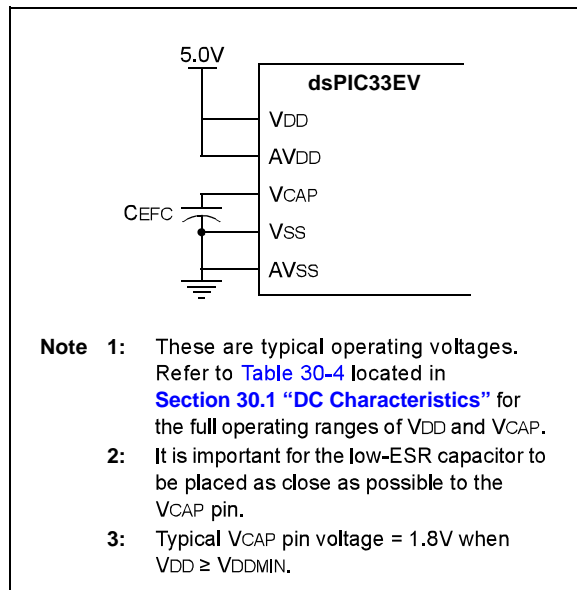 5.0V
dsPIC33EV
VDD
AVDD
VCAP
CEFC
VSS
AVSS
Note 1: These are typical operating voltages.
Refer to Table 30-4 located in
Section 30.1 “DC Characteristics” for
the full operating ranges of VDD and VCAP.
2: It is important for the low-ESR capacitor to
be placed as close as possible to the
VCAP pin.
3: Typical VCAP pin voltage = 1.8V when
VDD ≥ VDDMIN.